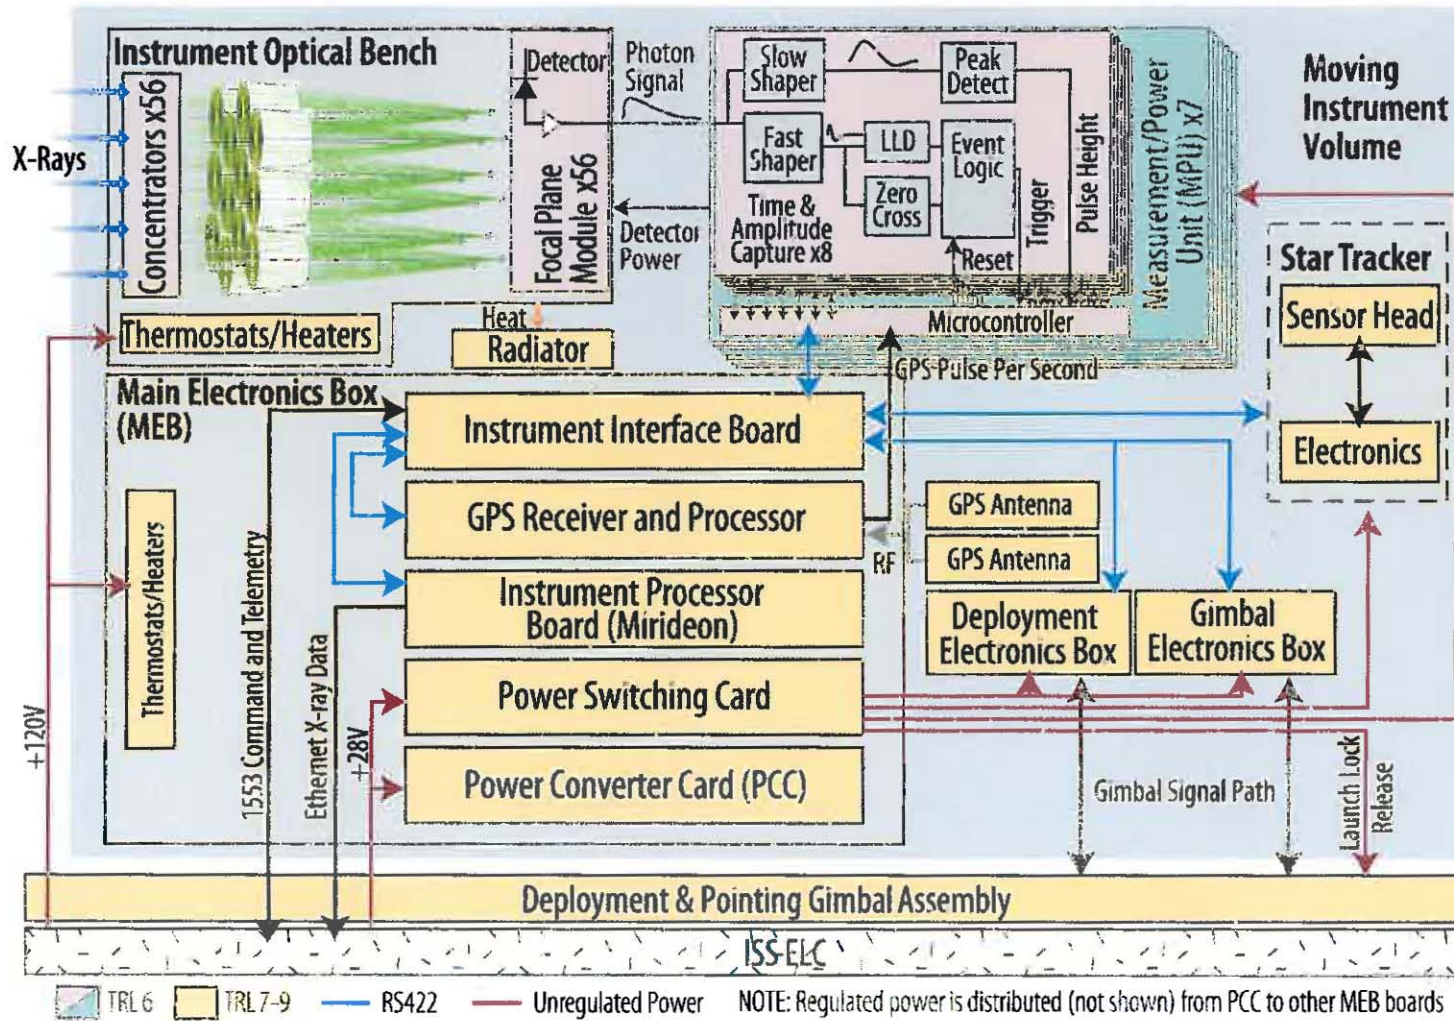 Instrument Optical Bench
X-Rays
Concentrators x56
Detector
Focal Plane
Module x56
Thermostats/Heaters
Heat
Radiator
Photon
Signal
Detector
Power
Slow
Shaper
Peak
Detect
Fast
Shaper
LLD
Event
Logic
Zero
Cross
Time &
Amplitude
Capture x8
Reset
Trigger
Pulse Height
Microcontroller
Measurement/Power
Unit (MPU) x7
GPS Pulse Per Second
Moving
Instrument
Volume
Star Tracker
Sensor Head
Electronics
Main Electronics Box
(MEB)
Thermostats/Heaters
Instrument Interface Board
GPS Receiver and Processor
Instrument Processor
Board (Mirideon)
Power Switching Card
Power Converter Card (PCC)
GPS Antenna
GPS Antenna
RF
Deployment
Electronics Box
Gimbal
Electronics Box
+120V
1553 Command and Telemetry
Ethernet X-ray Data
+28V
Gimbal Signal Path
Launch Lock
Release
Deployment & Pointing Gimbal Assembly
ISS-ELC
TRL 6
TRL 7-9
RS422
Unregulated Power
NOTE: Regulated power is distributed (not shown) from PCC to other MEB boards